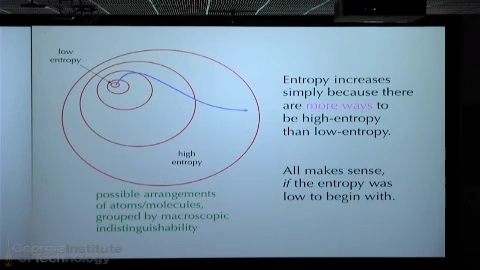 low
entropy
high
entropy
possible arrangements
of atoms/molecules,
grouped by macroscopic
indistinguishability
Entropy increases
simply because there
are more ways to
be high-entropy
than low-entropy.
All makes sense,
if the entropy was
low to begin with.
Georgia Institute
of Technology